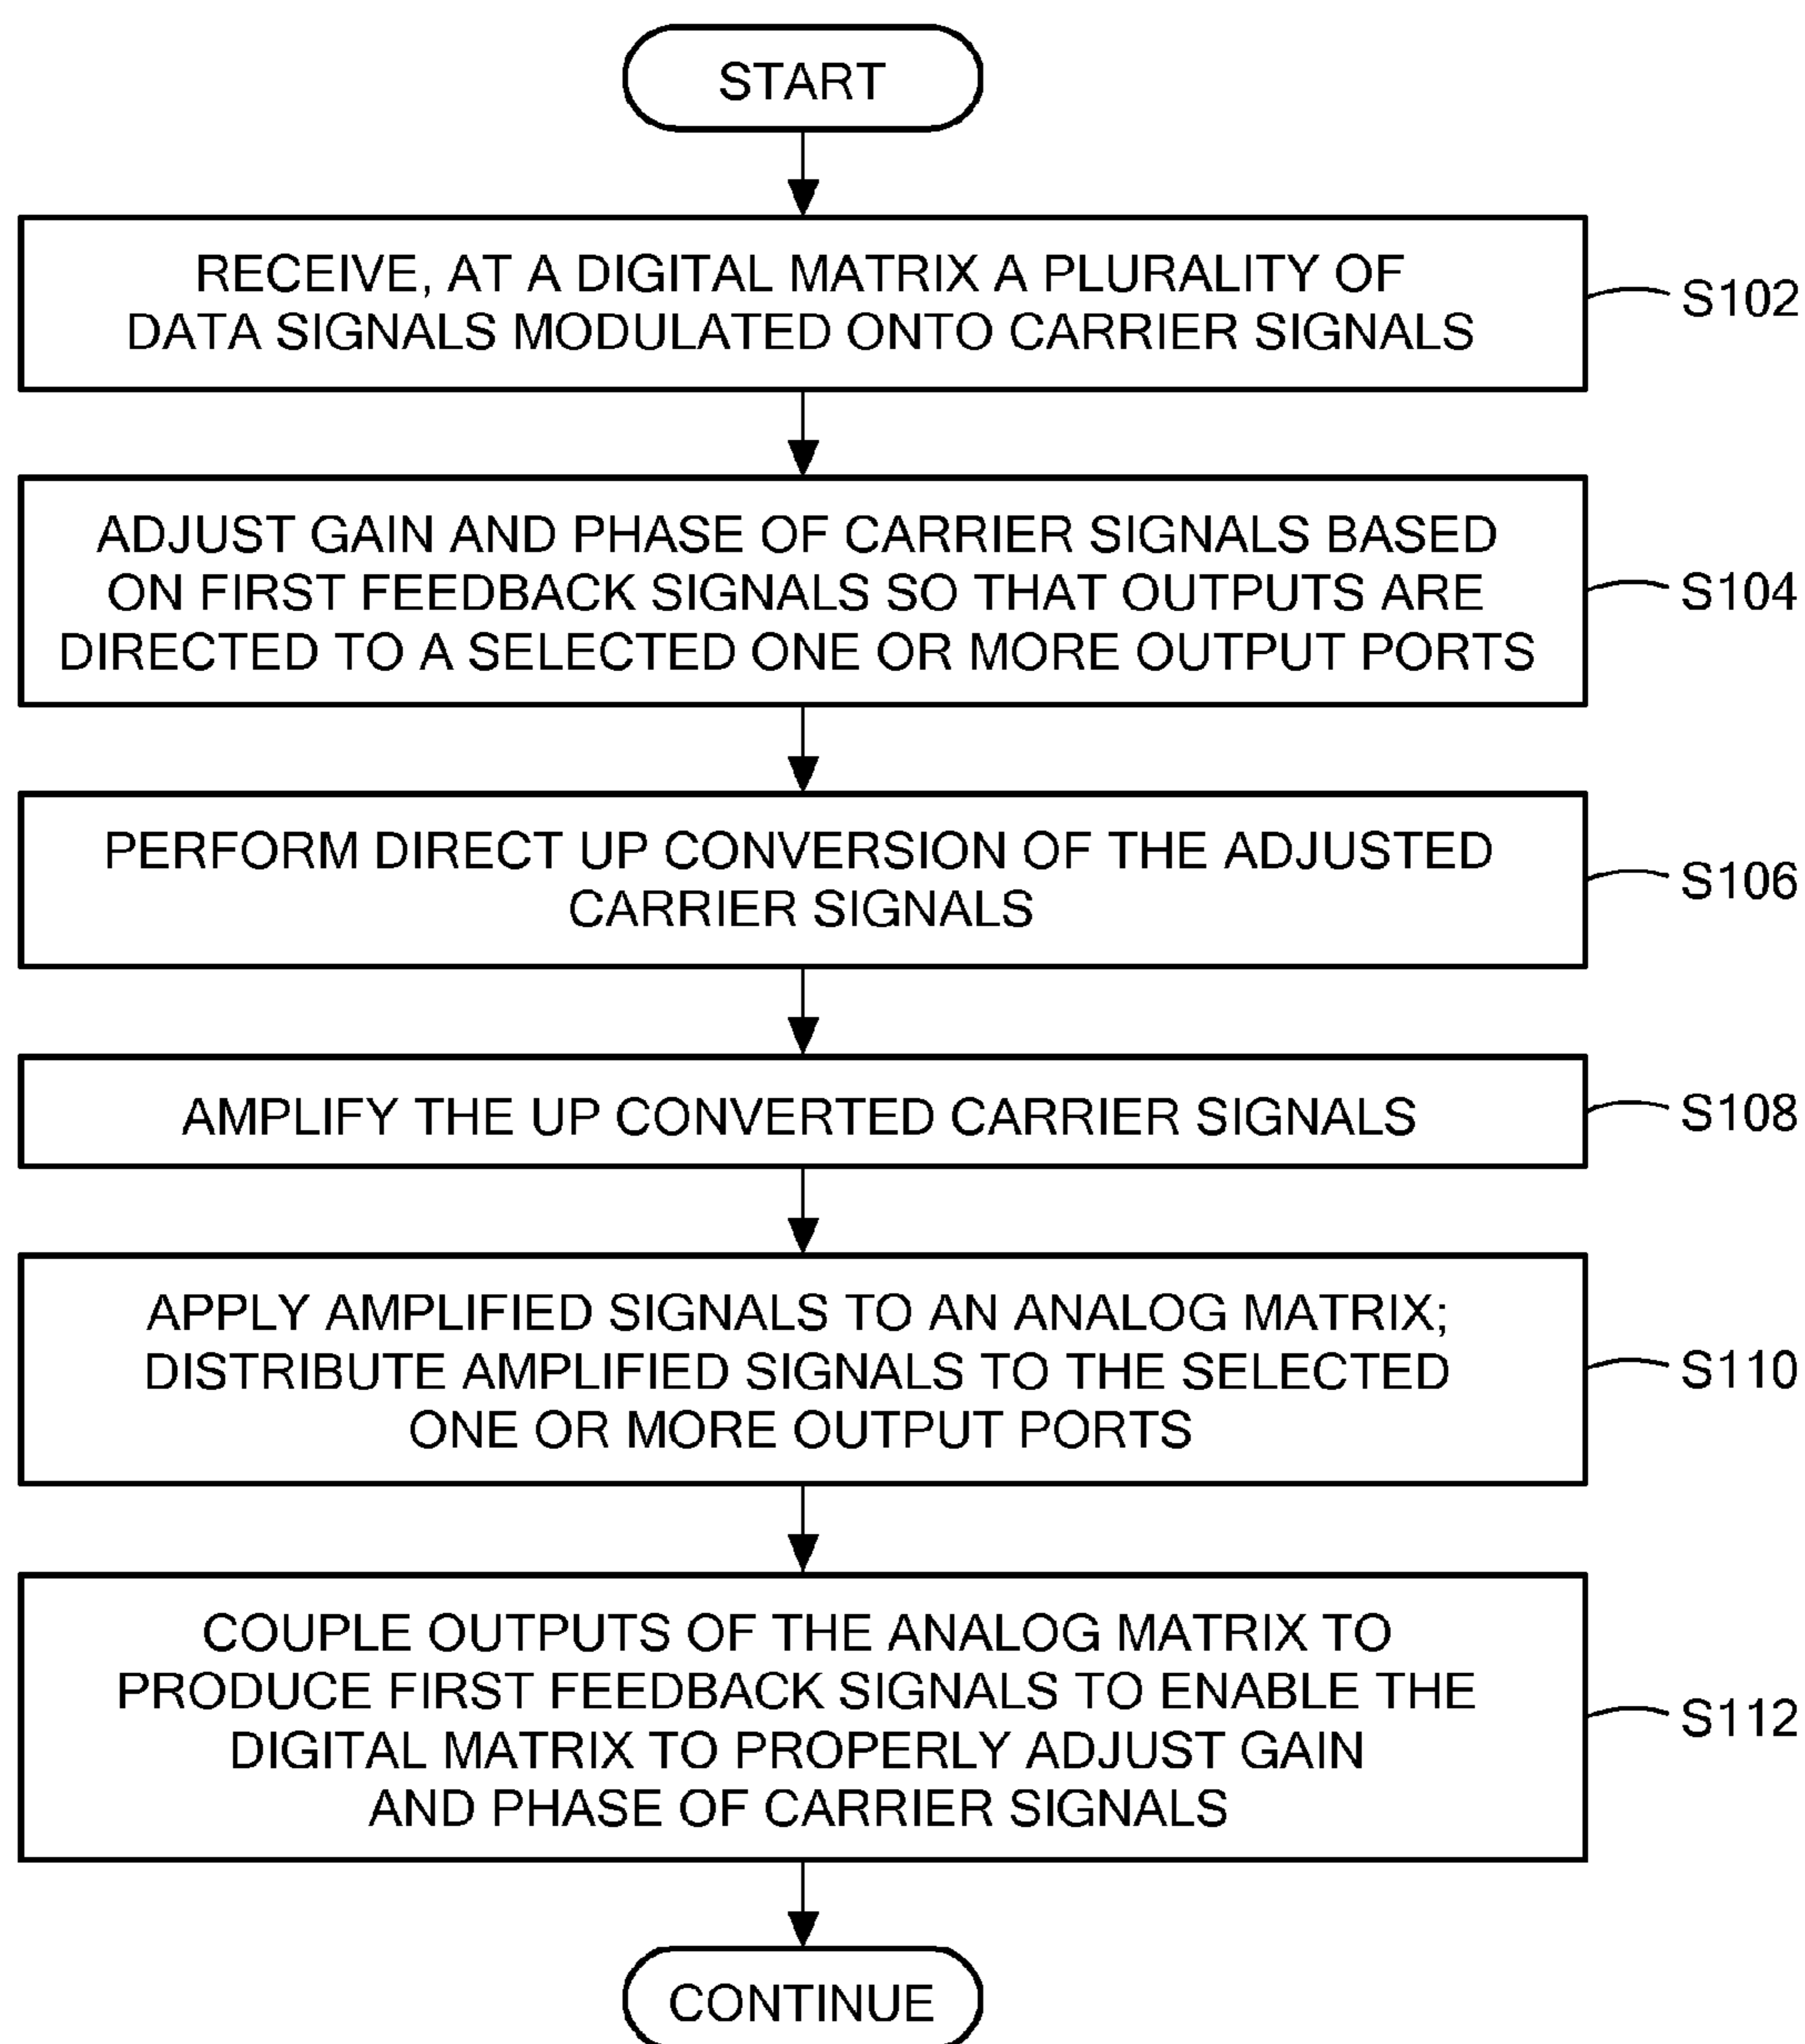 START
RECEIVE, AT A DIGITAL MATRIX A PLURALITY OF
DATA SIGNALS MODULATED ONTO CARRIER SIGNALS
S102
ADJUST GAIN AND PHASE OF CARRIER SIGNALS BASED
ON FIRST FEEDBACK SIGNALS SO THAT OUTPUTS ARE
DIRECTED TO A SELECTED ONE OR MORE OUTPUT PORTS
S104
PERFORM DIRECT UP CONVERSION OF THE ADJUSTED
CARRIER SIGNALS
S106
AMPLIFY THE UP CONVERTED CARRIER SIGNALS
S108
APPLY AMPLIFIED SIGNALS TO AN ANALOG MATRIX;
DISTRIBUTE AMPLIFIED SIGNALS TO THE SELECTED
ONE OR MORE OUTPUT PORTS
S110
COUPLE OUTPUTS OF THE ANALOG MATRIX TO
PRODUCE FIRST FEEDBACK SIGNALS TO ENABLE THE
DIGITAL MATRIX TO PROPERLY ADJUST GAIN
AND PHASE OF CARRIER SIGNALS
S112
CONTINUE